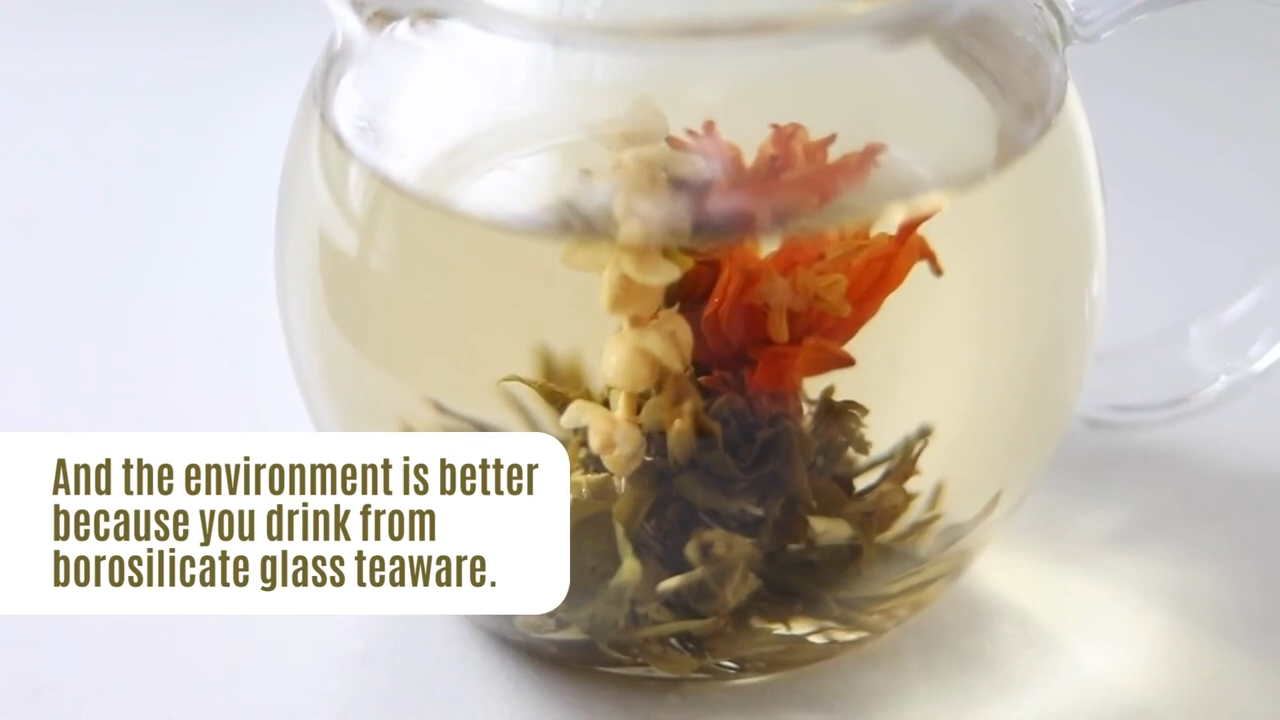 And the environment is better
because you drink from
borosilicate glass teaware.